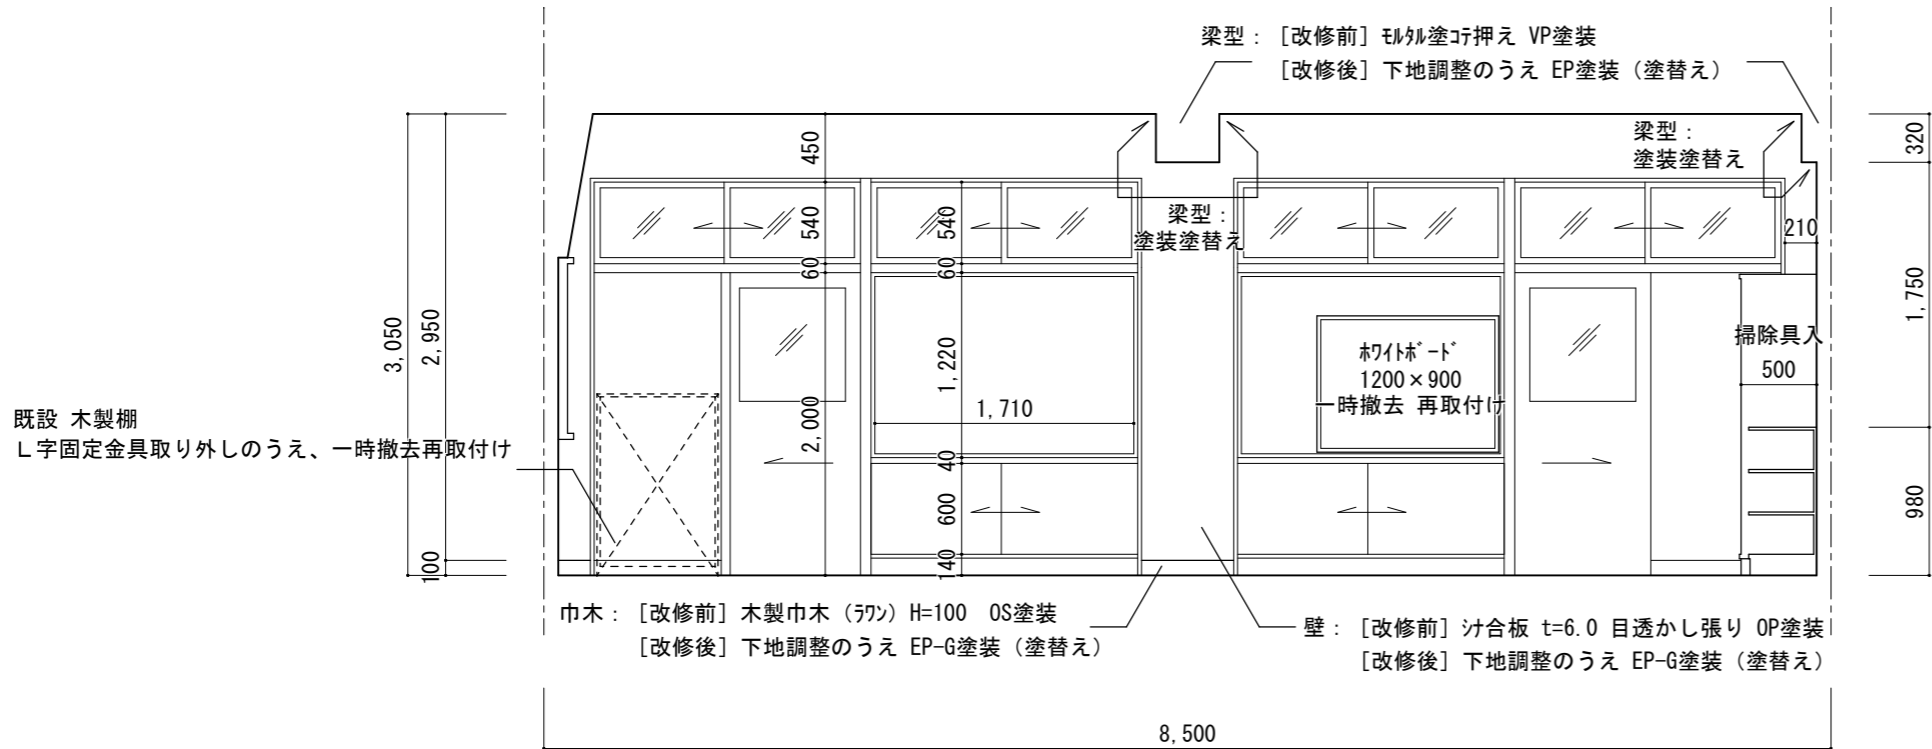 梁型： ［改修前］ﾓﾙﾀﾙ塗ｺﾃ押え VP塗装
［改修後］下地調整のうえ EP塗装（塗替え）
梁型：
塗装塗替え
梁型：
塗装塗替え
320
1,750
980
210
掃除具入
500
ﾎﾜｲﾄﾎﾞｰﾄﾞ
1200×900
一時撤去 再取付け
450
540
60
2,000
540
60
1,220
1,710
40
600
140
3,050
2,950
100
既設 木製棚
Ｌ字固定金具取り外しのうえ、一時撤去再取付け
巾木： ［改修前］木製巾木（ﾗﾜﾝ）H=100　OS塗装
［改修後］下地調整のうえ EP-G塗装（塗替え）
壁： ［改修前］ｼﾅ合板 t=6.0 目透かし張り OP塗装
［改修後］下地調整のうえ EP-G塗装（塗替え）
8,500